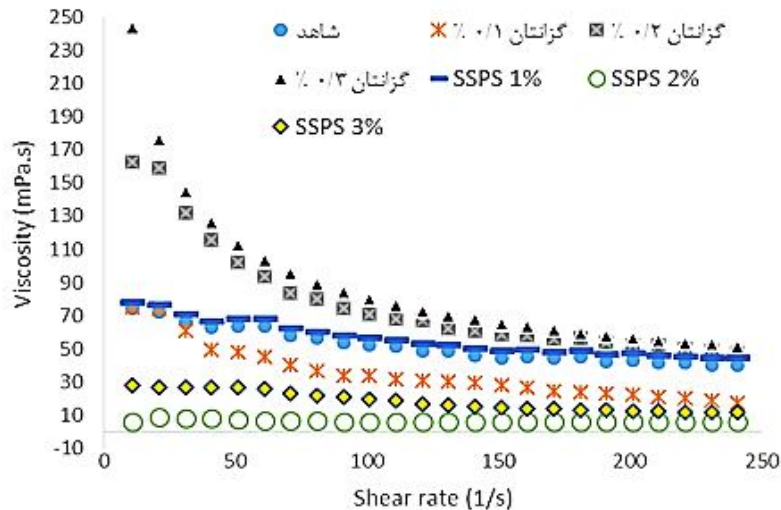 250
230
210
190
170
150
130
110
90
70
50
30
10
-10
Viscosity (mPa.s)
شاهد
گزانتان ۰/۱ ٪
گزانتان ۰/۲ ٪
گزانتان ۰/۳ ٪
SSPS 1%
SSPS 2%
SSPS 3%
0 50 100 150 200 250
Shear rate (1/s)